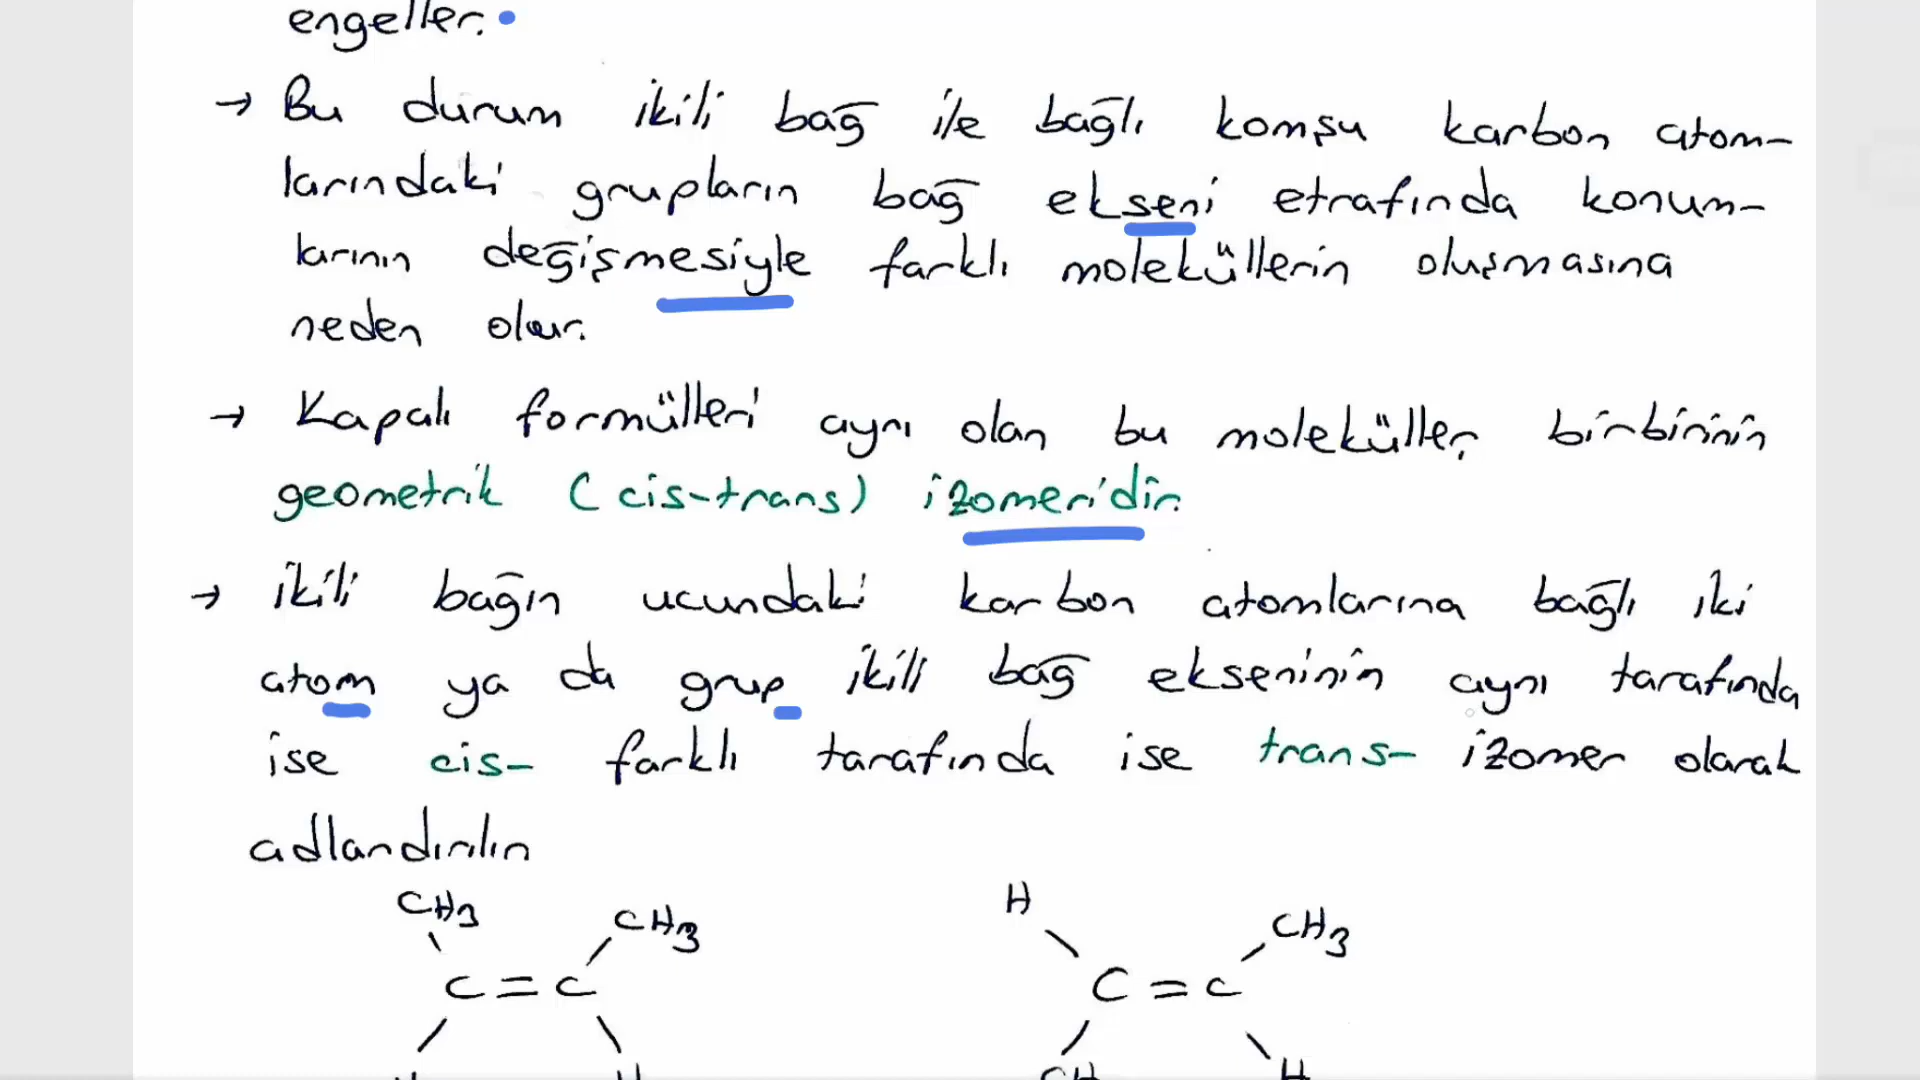 engeller.
→ Bu durum ikili bağ ile bağlı komşu karbon atom-
larındaki grupların bağ ekseni etrafında konum-
larının değişmesiyle farklı moleküllerin oluşmasına
neden olur.
→ Kapalı formülleri aynı olan bu moleküller birbirinin
geometrik (cis-trans) izomeridir.
→ ikili bağın ucundaki karbon atomlarına bağlı iki
atom ya da grup ikili bağ ekseninin aynı tarafında
ise cis- farklı tarafında ise trans- izomer olarak
adlandırılır
CH3 CH3 H CH3
C=C C=C
H H CH H